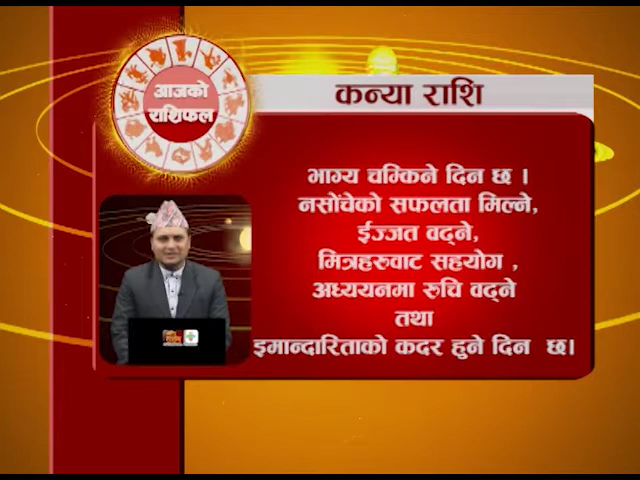 आजको
राशिफल
कन्या राशि
भाग्य चम्किने दिन छ ।
नसोंचेको सफलता मिल्ने,
ईज्जत वढ्ने,
मित्रहरुवाट सहयोग ,
अध्ययनमा रुचि वढ्ने
तथा
इमान्दारिताको कदर हुने दिन छ।